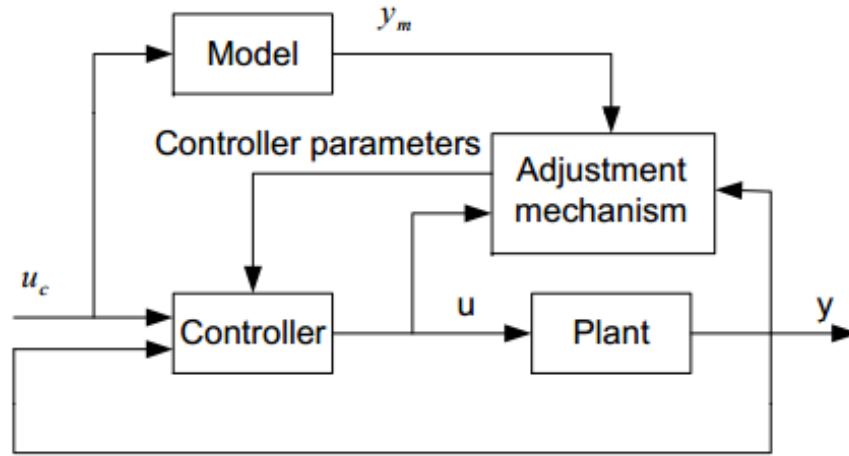 y_m
Model
Controller parameters
Adjustment
mechanism
u_c
Controller
u
Plant
y